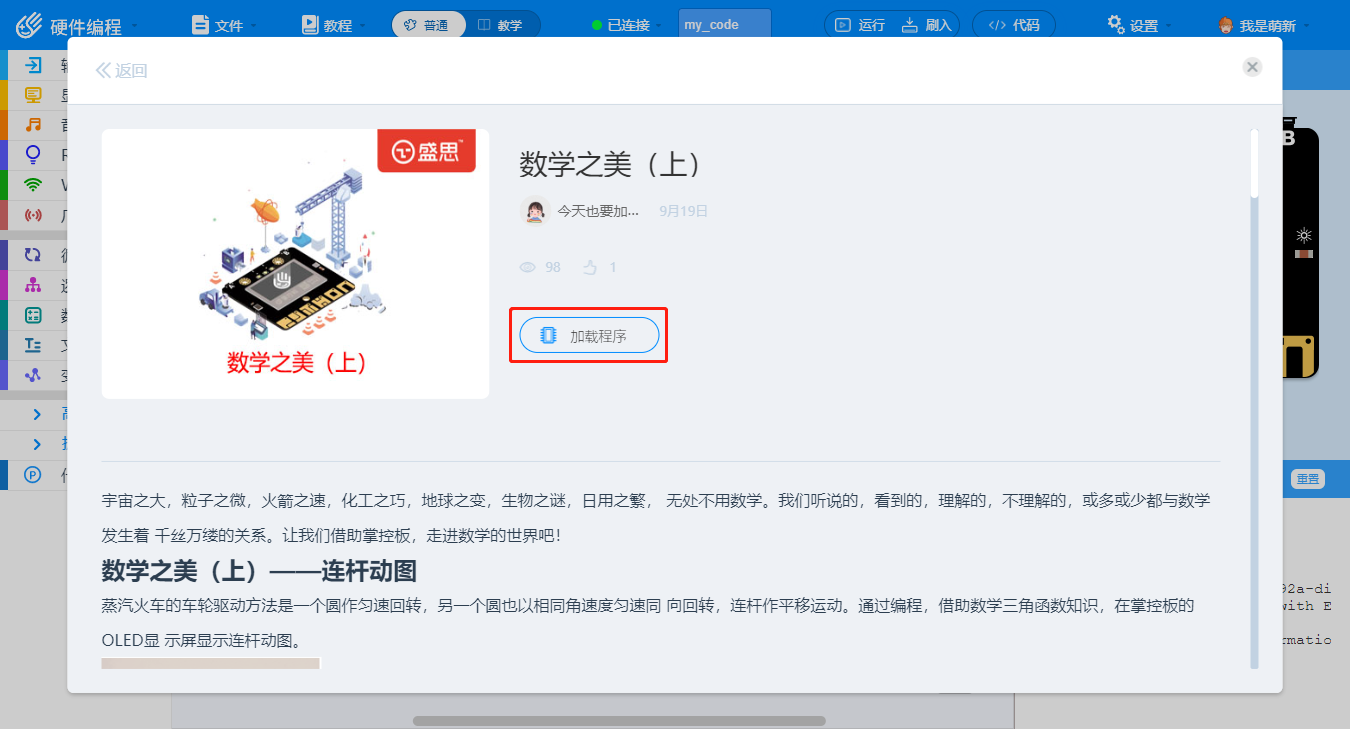 硬件编程
文件
教程
普通
教学
已连接
my_code
运行
刷入
代码
设置
我是萌新
返回
盛思
数学之美（上）
数学之美（上）
今天也要加... 9月19日
98 1
加载程序
B
重置
宇宙之大，粒子之微，火箭之速，化工之巧，地球之变，生物之谜，日用之繁， 无处不用数学。我们听说的，看到的，理解的，不理解的，或多或少都与数学
发生着 千丝万缕的关系。让我们借助掌控板，走进数学的世界吧！
数学之美（上）——连杆动图
蒸汽火车的车轮驱动方法是一个圆作匀速回转，另一个圆也以相同角速度匀速同 向回转，连杆作平移运动。通过编程，借助数学三角函数知识，在掌控板的
OLED显 示屏显示连杆动图。
92a-di
with E
rmatio